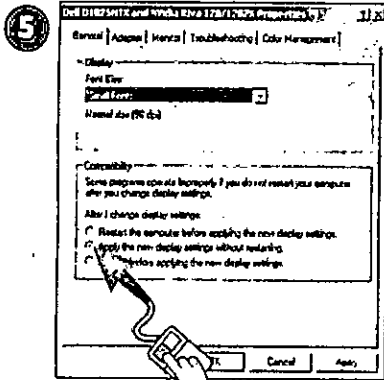 5
Dell D1025HTX and nVidia Riva 128/128ZX Properties
General Adapter Monitor Troubleshooting Color Management
Display
Font Size:
Small Fonts
Normal size (96 dpi)
Compatibility
Some programs operate improperly if you do not restart your computer
after you change display settings.
After I change display settings:
Restart the computer before applying the new display settings.
Apply the new display settings without restarting.
before applying the new display settings.
Cancel Apply